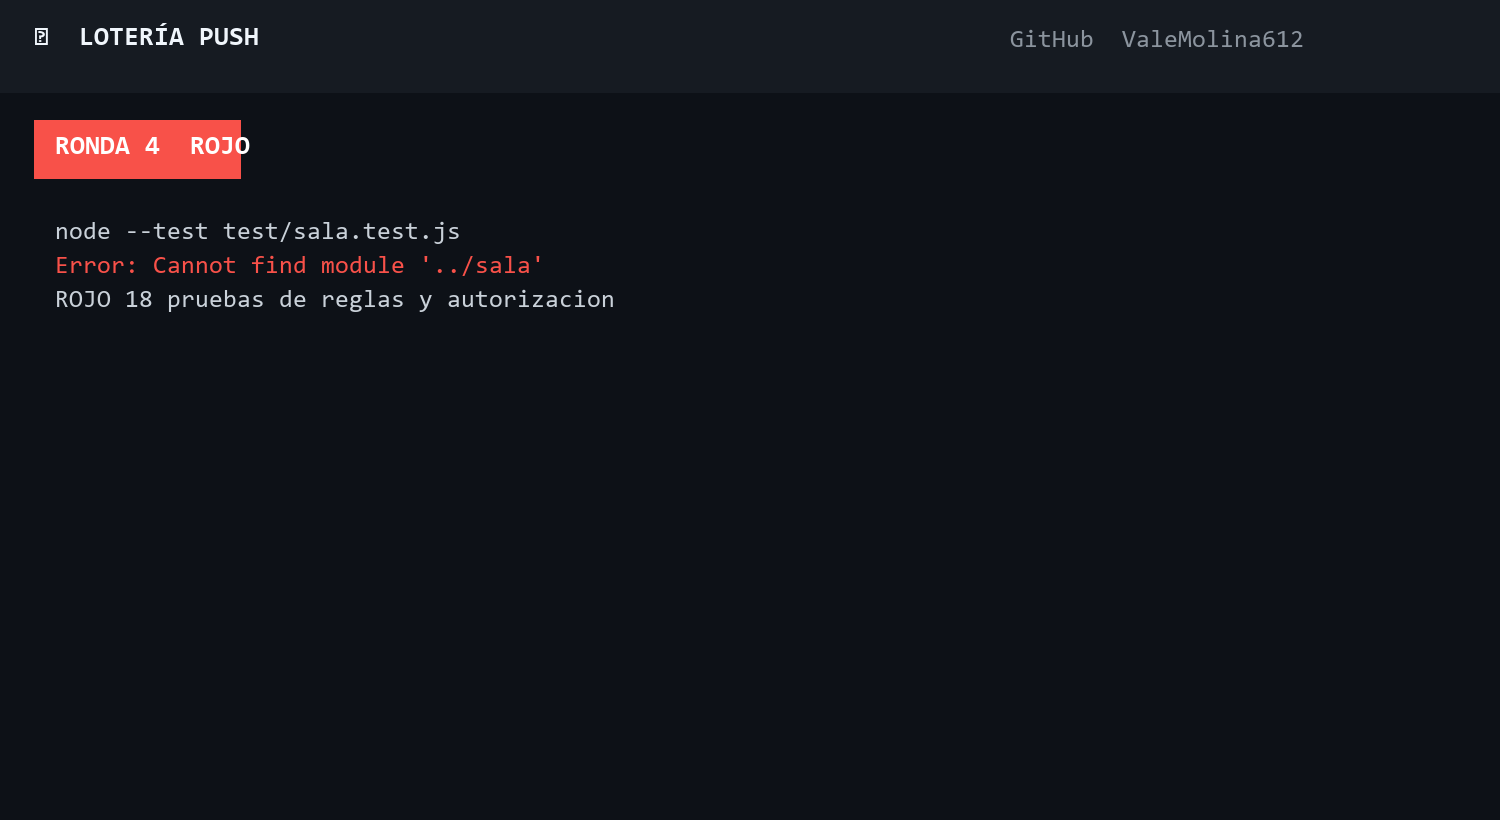 LOTERÍA PUSH
GitHub ValeMolina612
RONDA 4 ROJO
node --test test/sala.test.js
Error: Cannot find module '../sala'
ROJO 18 pruebas de reglas y autorizacion